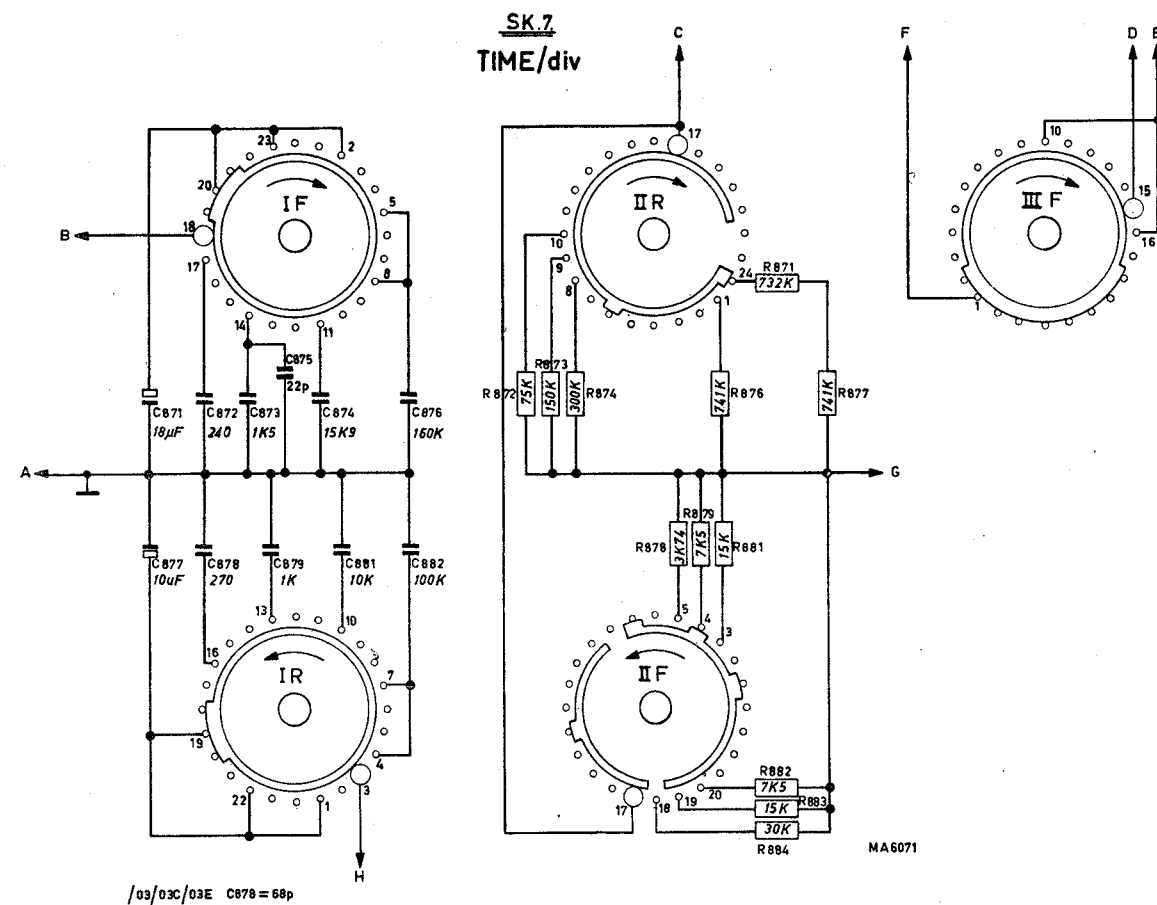 SK.7.
TIME/div
C
F
D
E
17
10
15
16
1
III F
23
2
20
5
IF
18
B
17
8
14
11
IIR
10
9
8
24
1
R871
732K
C875
22p
R872
75K
R873
150K
R874
300K
R876
741K
R877
741K
C871
18µF
C872
240
C873
1K5
C874
15K9
C876
160K
A
G
C877
10uF
C878
270
C879
1K
C881
10K
C882
100K
R878
3K74
R879
7K5
R881
15K
13
10
16
IR
7
19
4
3
22
1
H
5
4
3
IIF
17
18
19
20
R882
7K5
15K
R883
30K
R884
MA6071
/03/03C/03E C878=68p